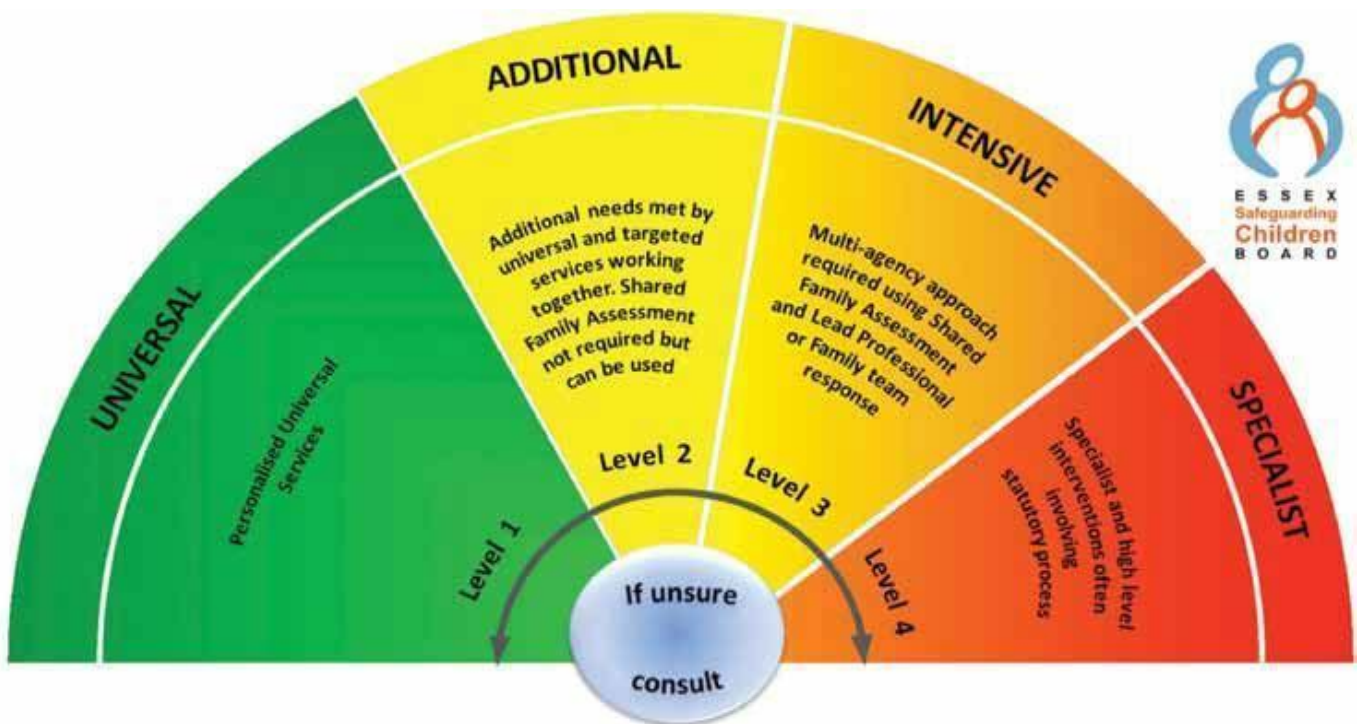 UNIVERSAL
Personalised Universal
Services
Level 1
ADDITIONAL
Additional needs met by
universal and targeted
services working
together. Shared
Family Assessment
not required but
can be used
Level 2
INTENSIVE
Multi-agency approach
required using Shared
Family Assessment
and Lead Professional
or Family team
response
Level 3
SPECIALIST
Specialist and high level
interventions often
involving
statutory process
Level 4
If unsure
consult
ESSEX
Safeguarding
Children
BOARD